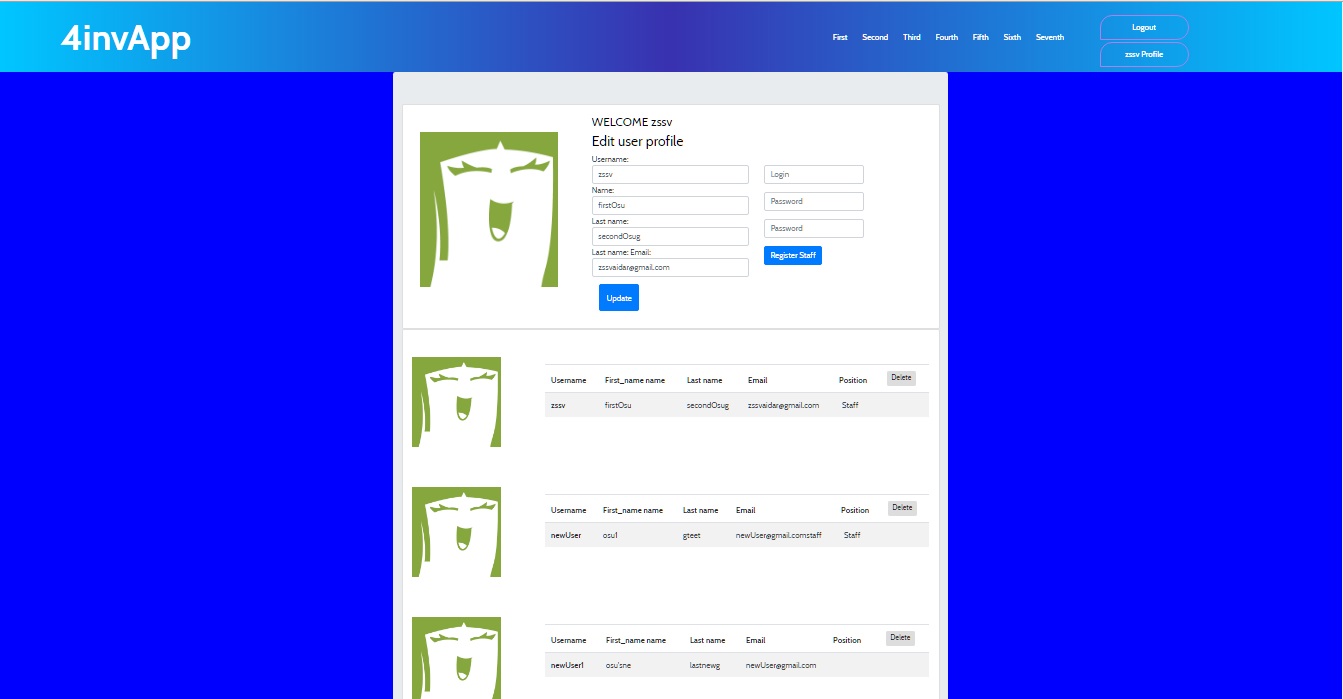 4invApp
First Second Third Fourth Fifth Sixth Seventh
Logout
zssv Profile
WELCOME zssv
Edit user profile
Username:
zssv
Name:
firstOsu
Last name:
secondOsug
Last name: Email:
zssvaidar@gmail.com
Update
Login
Password
Password
Register Staff
Username First_name name Last name Email Position Delete
zssv firstOsu secondOsug zssvaidar@gmail.com Staff
Username First_name name Last name Email Position Delete
newUser osu1 gteet newUser@gmail.comstaff Staff
Username First_name name Last name Email Position Delete
newUser1 osu'sne lastnewg newUser@gmail.com